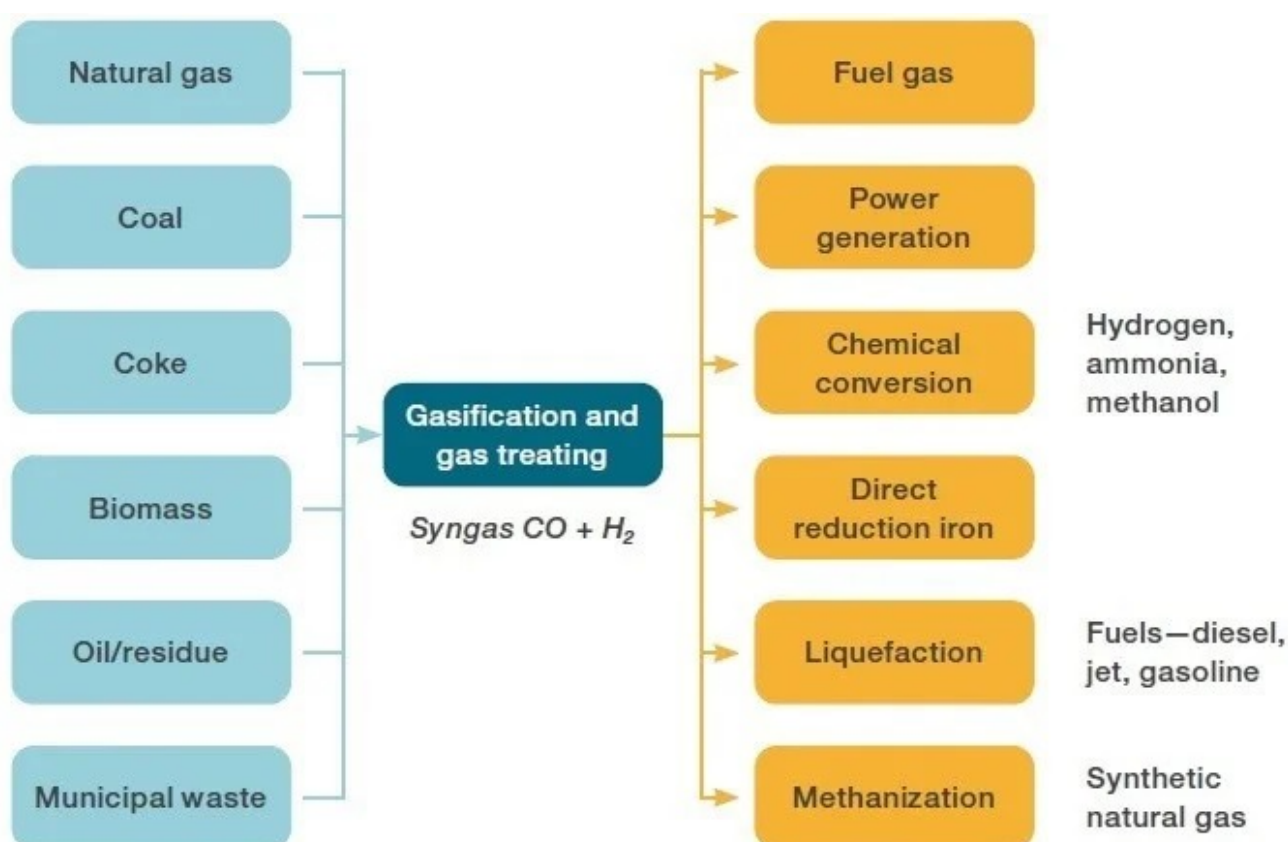 Natural gas
Coal
Coke
Biomass
Oil/residue
Municipal waste
Gasification and
gas treating
Syngas CO + H₂
Fuel gas
Power
generation
Chemical
conversion
Hydrogen,
ammonia,
methanol
Direct
reduction iron
Liquefaction
Fuels—diesel,
jet, gasoline
Methanization
Synthetic
natural gas